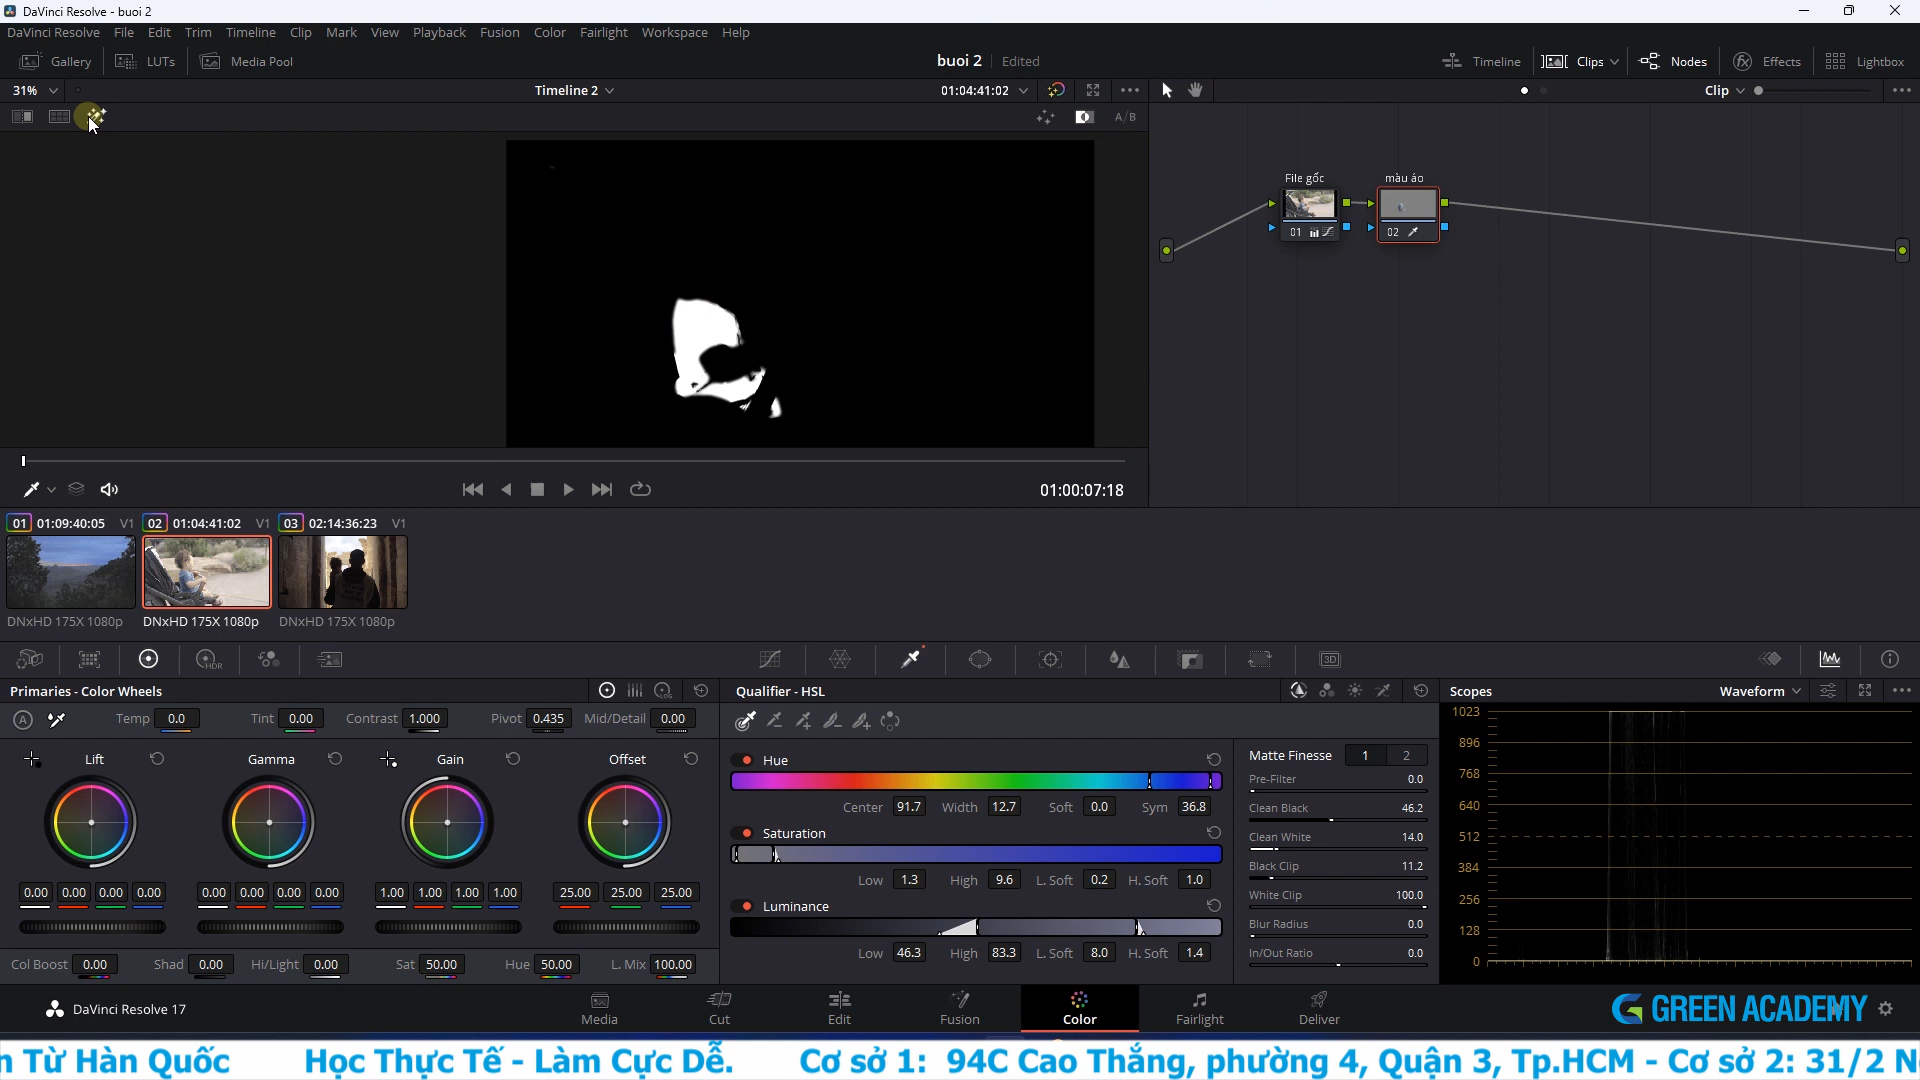 DaVinci Resolve - buoi 2
DaVinci Resolve File Edit Trim Timeline Clip Mark View Playback Fusion Color Fairlight Workspace Help
Gallery LUTs Media Pool buoi 2 Edited Timeline Clips Nodes Effects Lightbox
31% Timeline 2 01:04:41:02 Clip
A/B
File gốc màu áo
01 02
01:00:07:18
01 01:09:40:05 V1 02 01:04:41:02 V1 03 02:14:36:23 V1
DNxHD 175X 1080p DNxHD 175X 1080p DNxHD 175X 1080p
HDR 3D
Primaries - Color Wheels Qualifier - HSL Scopes Waveform
A Temp 0.0 Tint 0.00 Contrast 1.000 Pivot 0.435 Mid/Detail 0.00
Lift Gamma Gain Offset
0.00 0.00 0.00 0.00 0.00 0.00 0.00 0.00 1.00 1.00 1.00 1.00 25.00 25.00 25.00
Col Boost 0.00 Shad 0.00 Hi/Light 0.00 Sat 50.00 Hue 50.00 L. Mix 100.00
Hue
Center 91.7 Width 12.7 Soft 0.0 Sym 36.8
Saturation
Low 1.3 High 9.6 L. Soft 0.2 H. Soft 1.0
Luminance
Low 46.3 High 83.3 L. Soft 8.0 H. Soft 1.4
Matte Finesse 1 2
Pre-Filter 0.0
Clean Black 46.2
Clean White 14.0
Black Clip 11.2
White Clip 100.0
Blur Radius 0.0
In/Out Ratio 0.0
1023
896
768
640
512
384
256
128
0
DaVinci Resolve 17 Media Cut Edit Fusion Color Fairlight Deliver GREEN ACADEMY
n Từ Hàn Quốc Học Thực Tế - Làm Cực Dễ. Cơ sở 1: 94C Cao Thắng, phường 4, Quận 3, Tp.HCM - Cơ sở 2: 31/2 N